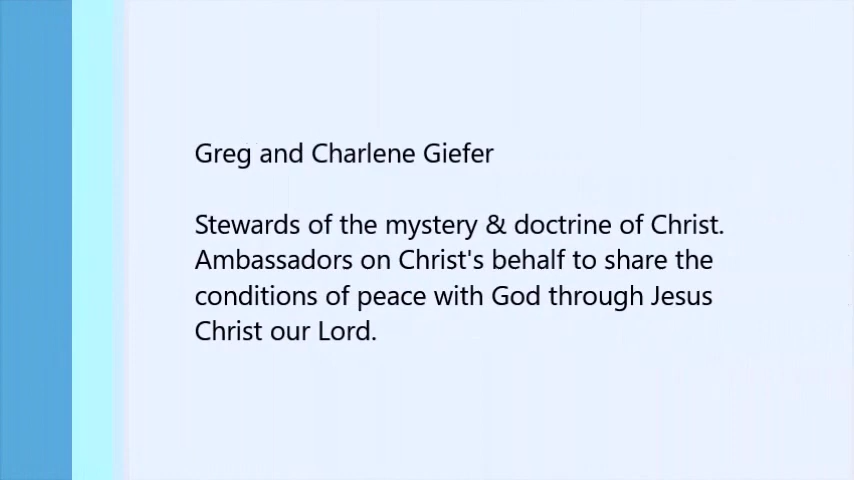 Greg and Charlene Giefer
Stewards of the mystery & doctrine of Christ.
Ambassadors on Christ's behalf to share the
conditions of peace with God through Jesus
Christ our Lord.